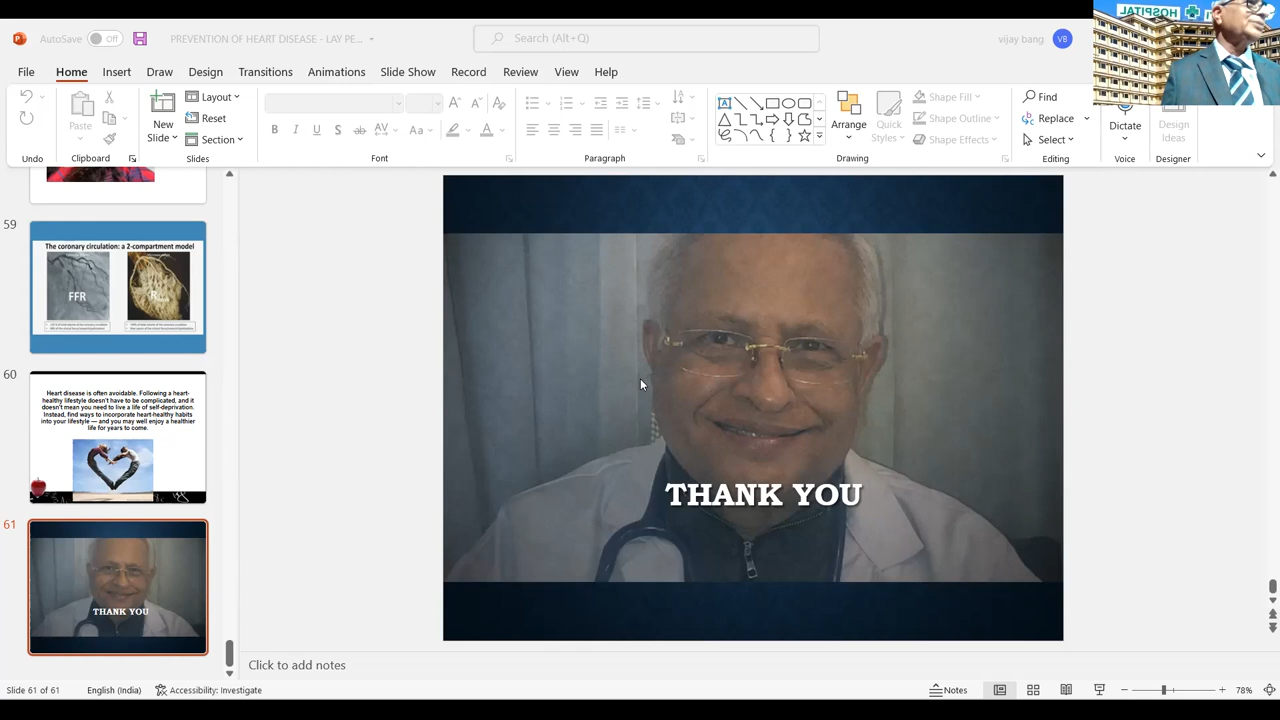 AutoSave
Off
PREVENTION OF HEART DISEASE - LAY PE...
Search (Alt+Q)
vijay bang
VB
HOSPITAL
File
Home
Insert
Draw
Design
Transitions
Animations
Slide Show
Record
Review
View
Help
Paste
New
Slide
Layout
Reset
Section
Arrange
Quick
Styles
Shape Fill
Shape Outline
Shape Effects
Find
Replace
Select
Dictate
Design
Ideas
Undo
Clipboard
Slides
Font
Paragraph
Drawing
Editing
Voice
Designer
59
The coronary circulation: a 2-compartment model
FFR
60
Heart disease is often avoidable. Following a heart-
healthy lifestyle doesn't have to be complicated, and it
doesn't mean you need to live a life of self-deprivation.
Instead, find ways to incorporate heart-healthy habits
into your lifestyle — and you may well enjoy a healthier
life for years to come.
61
THANK YOU
THANK YOU
Click to add notes
Slide 61 of 61
English (India)
Accessibility: Investigate
Notes
78%